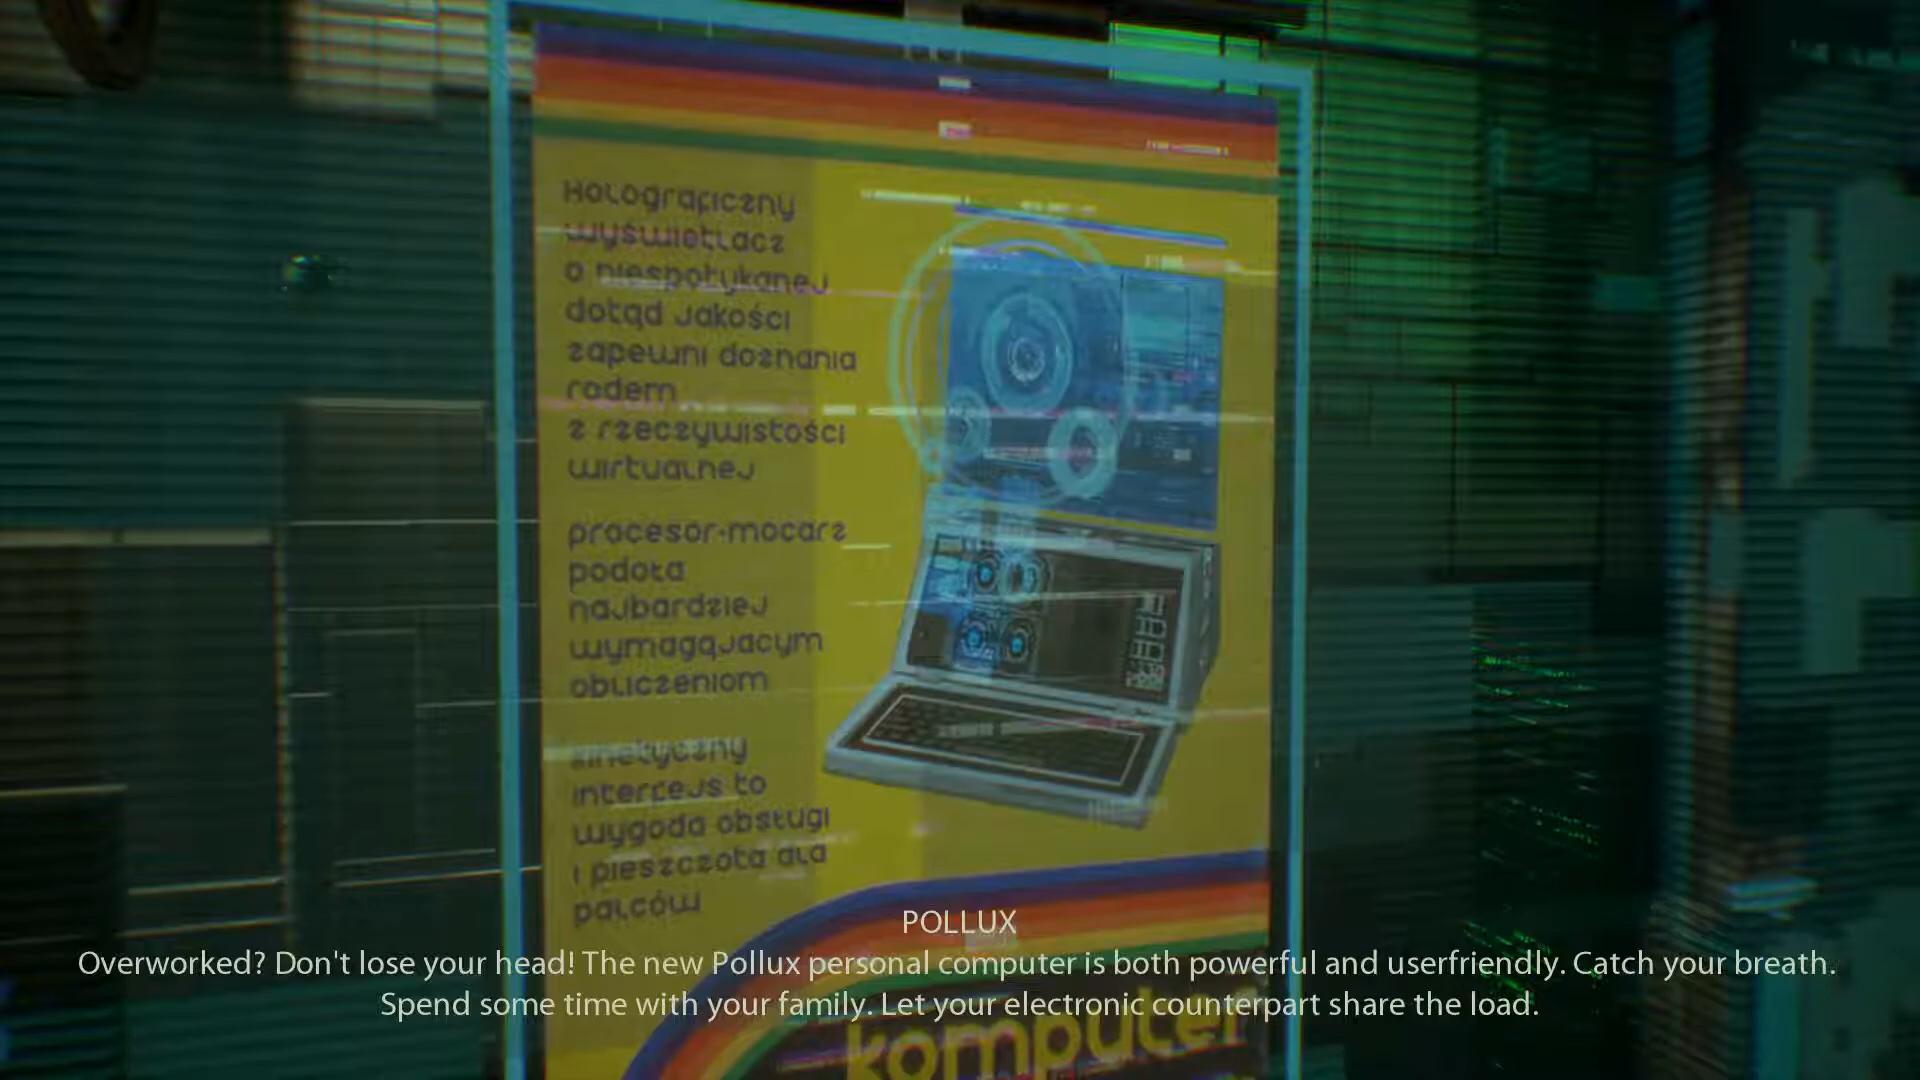 Holograficzny
wyświetlacz
o niespotykanej
dotąd jakości
zapewni doznania
rodem
z rzeczywistości
wirtualnej
procesor-mocarz
podoła
najbardziej
wymagającym
obliczeniom
kinetyczny
interfejs to
wygoda obsługi
i pieszczota dla
palców
POLLUX
Overworked? Don't lose your head! The new Pollux personal computer is both powerful and userfriendly. Catch your breath.
Spend some time with your family. Let your electronic counterpart share the load.
komputer